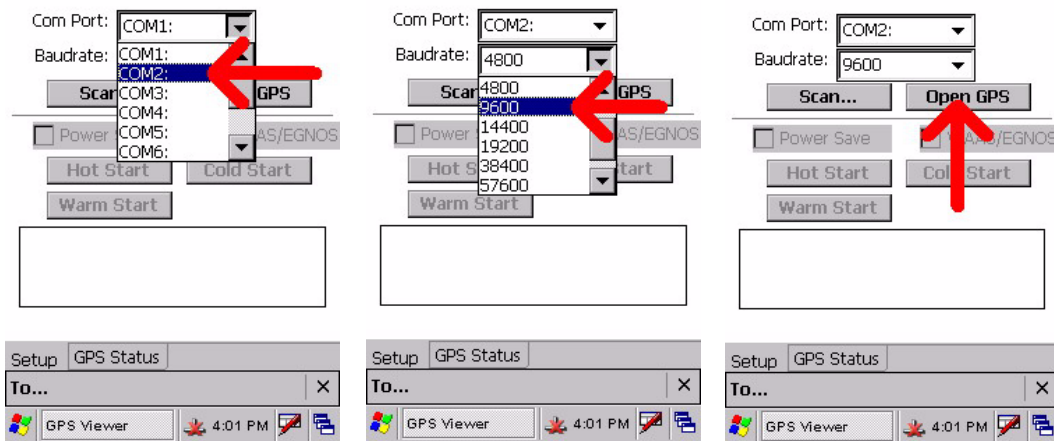 Com Port: COM1:
Baudrate: COM1:
COM2:
Scan GPS
COM3:
COM4:
Power AS/EGNOS
COM5:
COM6:
Hot Start Cold Start
Warm Start
Setup GPS Status
To...
GPS Viewer 4:01 PM
Com Port: COM2:
Baudrate: 4800
4800
Scan GPS
9600
14400
Power AS/EGNOS
19200
Hot S 38400 Start
57600
Warm Start
Setup GPS Status
To...
GPS Viewer 4:01 PM
Com Port: COM2:
Baudrate: 9600
Scan... Open GPS
Power Save WAAS/EGNOS
Hot Start Cold Start
Warm Start
Setup GPS Status
To...
GPS Viewer 4:01 PM